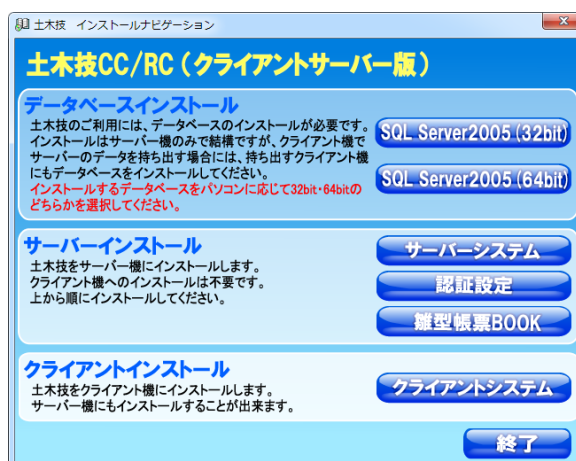 土木技 インストールナビゲーション
土木技CC/RC(クライアントサーバー版)
データベースインストール
土木技のご利用には、データベースのインストールが必要です。
インストールはサーバー機のみで結構ですが、クライアント機で
サーバーのデータを持ち出す場合には、持ち出すクライアント機
にもデータベースをインストールしてください。
インストールするデータベースをパソコンに応じて32bit・64bitの
どちらかを選択してください。
SQL Server2005 (32bit)
SQL Server2005 (64bit)
サーバーインストール
土木技をサーバー機にインストールします。
クライアント機へのインストールは不要です。
上から順にインストールしてください。
サーバーシステム
認証設定
雛型帳票BOOK
クライアントインストール
土木技をクライアント機にインストールします。
サーバー機にもインストールすることが出来ます。
クライアントシステム
終了